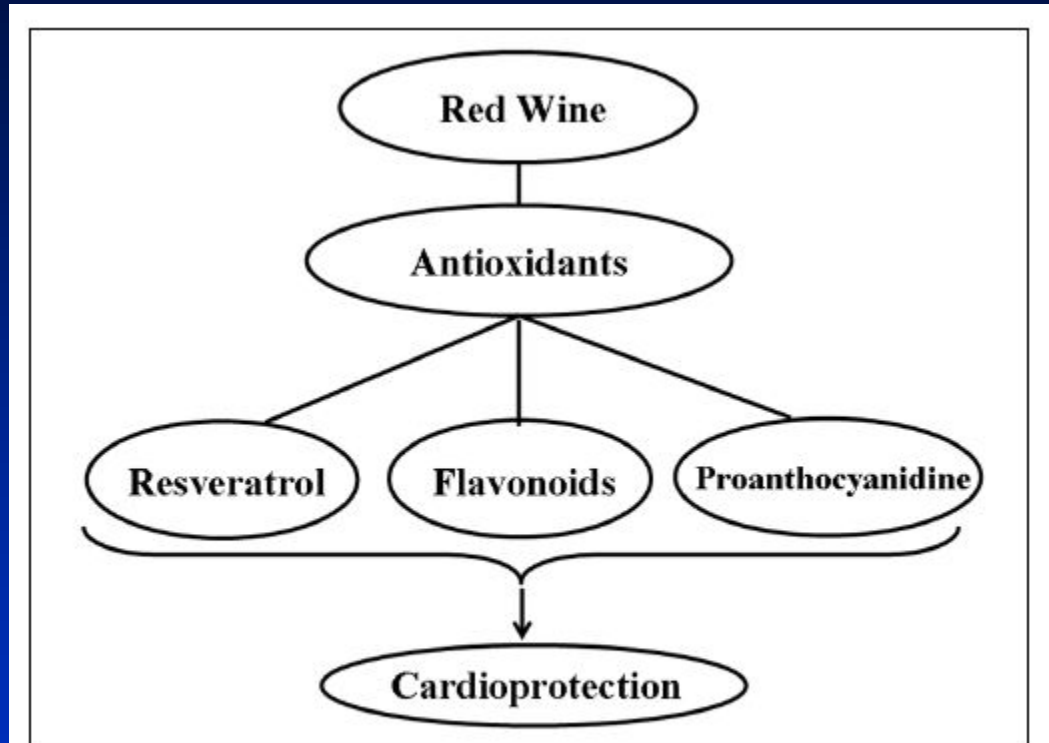 Red Wine
Antioxidants
Resveratrol
Flavonoids
Proanthocyanidine
Cardioprotection